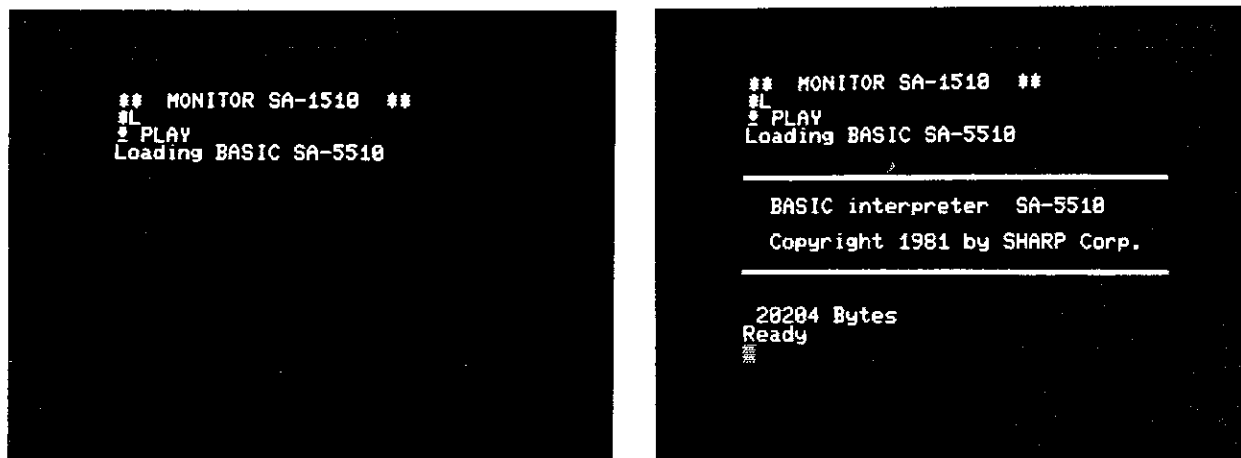 ** MONITOR SA-1510 **
*L
± PLAY
Loading BASIC SA-5510
** MONITOR SA-1510 **
*L
± PLAY
Loading BASIC SA-5510
BASIC interpreter SA-5510
Copyright 1981 by SHARP Corp.
20204 Bytes
Ready